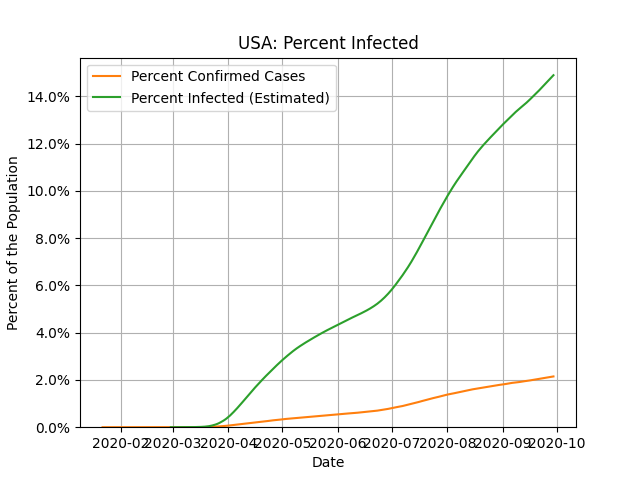 USA: Percent Infected
Percent Confirmed Cases
Percent Infected (Estimated)
Percent of the Population
14.0%
12.0%
10.0%
8.0%
6.0%
4.0%
2.0%
0.0%
2020-02 2020-03 2020-04 2020-05 2020-06 2020-07 2020-08 2020-09 2020-10
Date